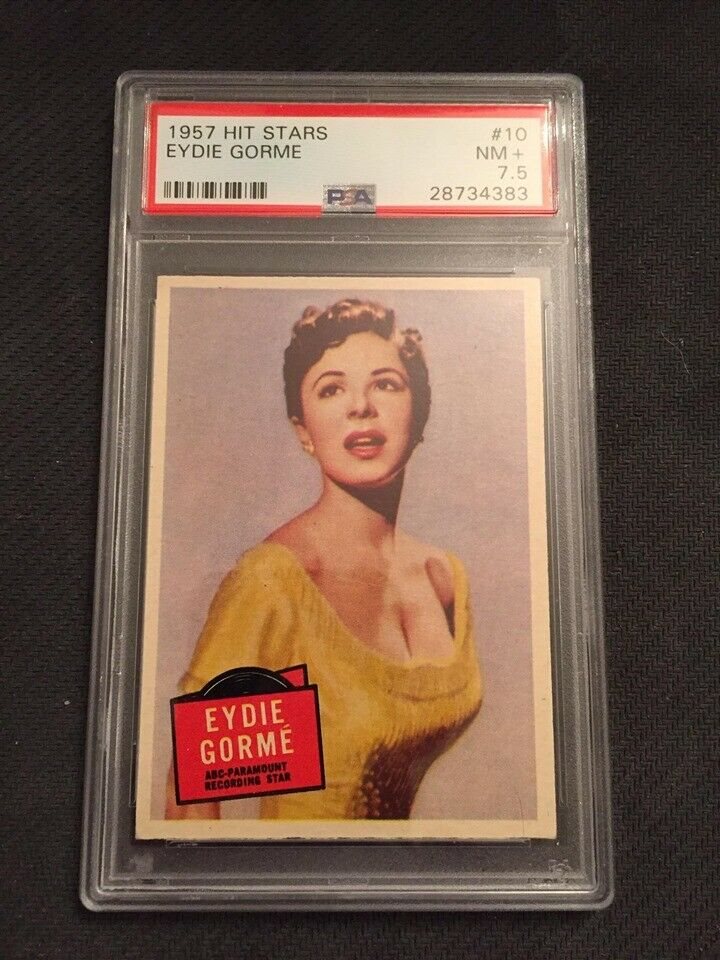 1957 HIT STARS #10
EYDIE GORME NM +
7.5
PSA 28734383
EYDIE
GORMÉ
ABC-PARAMOUNT
RECORDING STAR